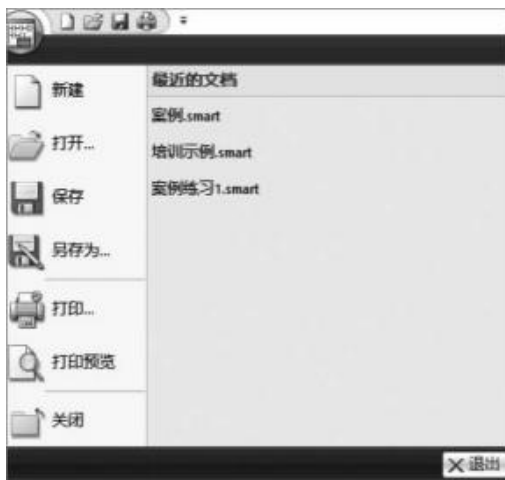 最近的文档
新建
案例.smart
打开...
培训示例.smart
保存
案例练习1.smart
另存为...
打印...
打印预览
关闭
退出